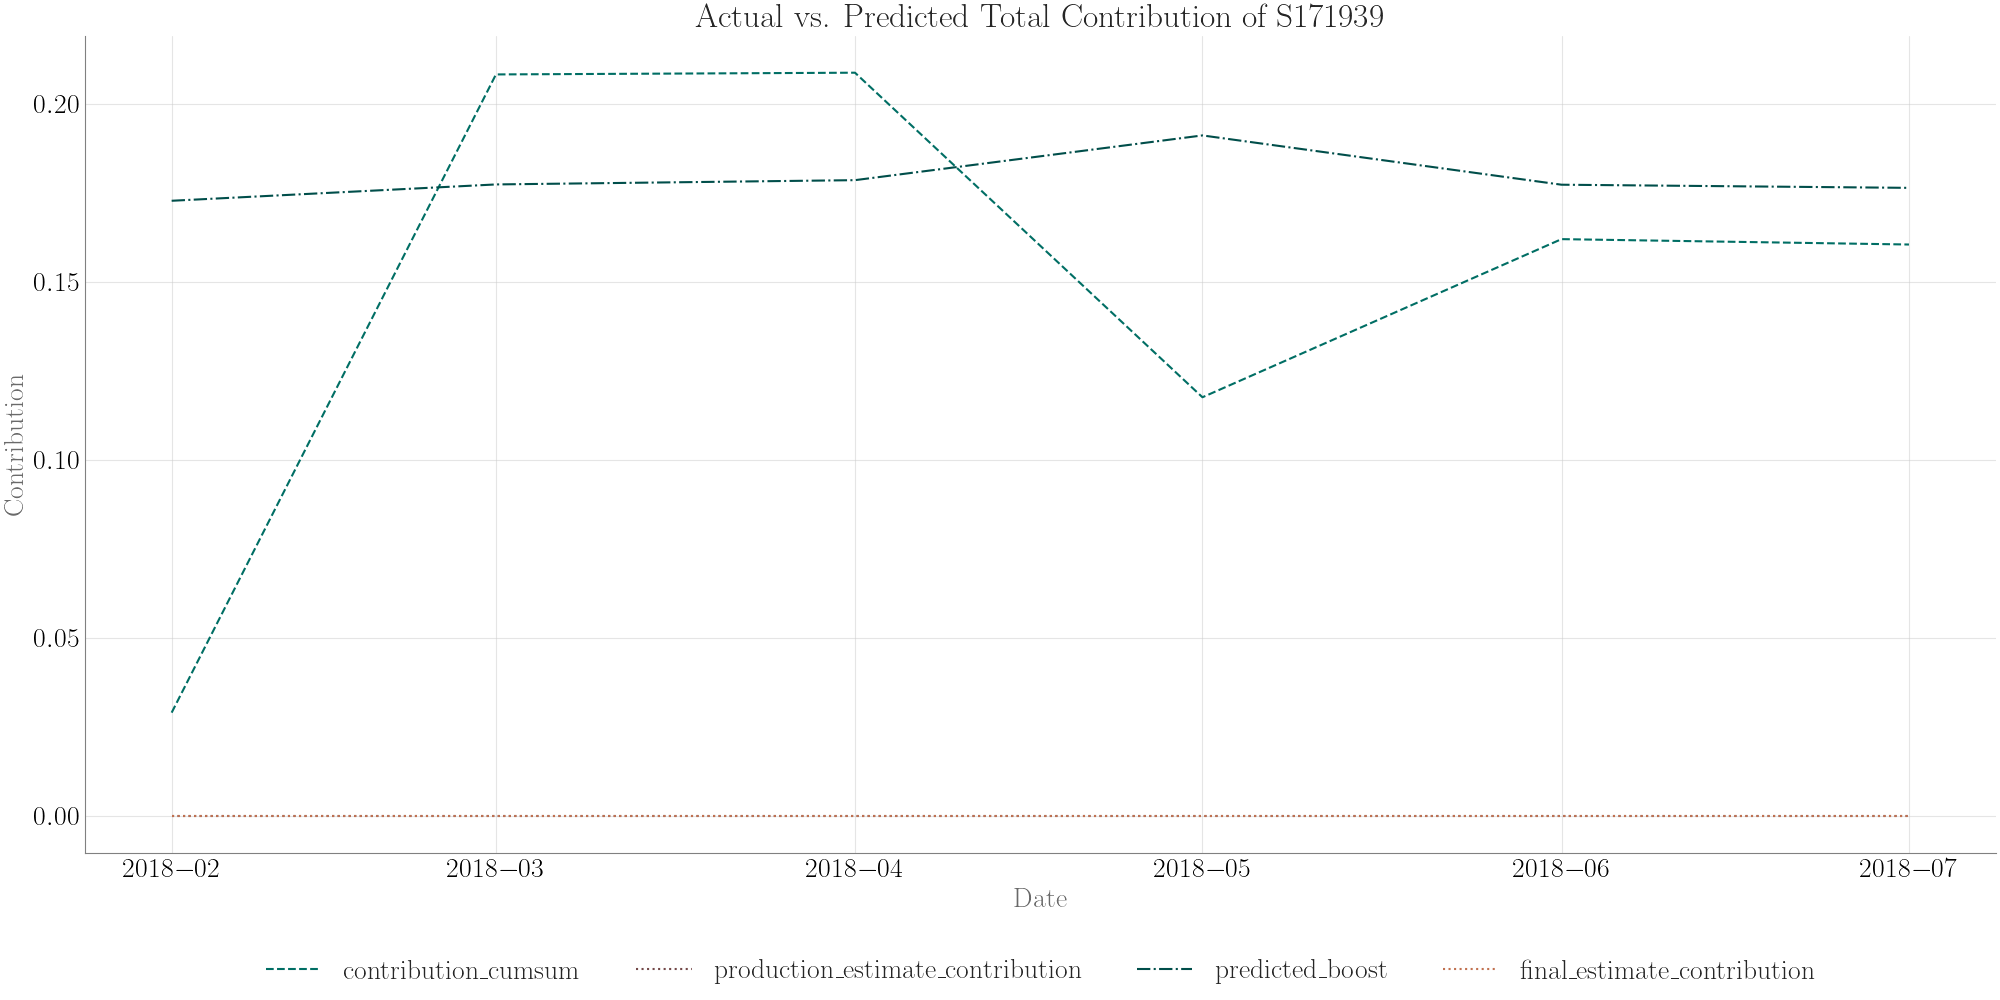 Actual vs. Predicted Total Contribution of S171939
0.20
0.15
0.10
0.05
0.00
Contribution
2018−02 2018−03 2018−04 2018−05 2018−06 2018−07
Date
contribution_cumsum production_estimate_contribution predicted_boost final_estimate_contribution